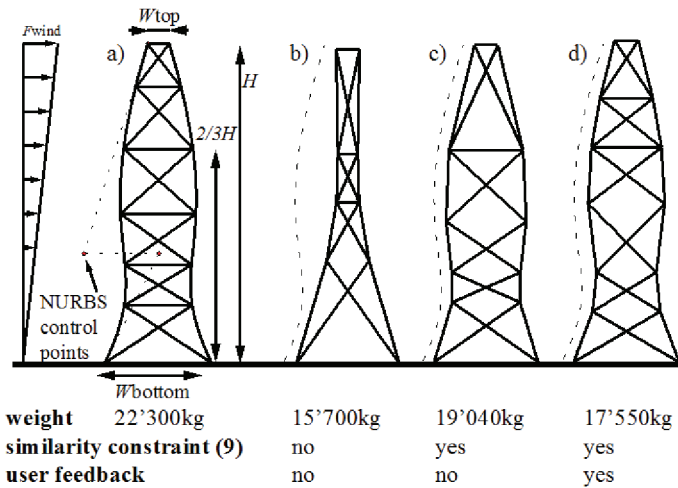 Wtop
Fwind
a)
b)
c)
d)
H
2/3H
NURBS
control
points
Wbottom
weight 22'300kg 15'700kg 19'040kg 17'550kg
similarity constraint (9) no yes yes
user feedback no no yes